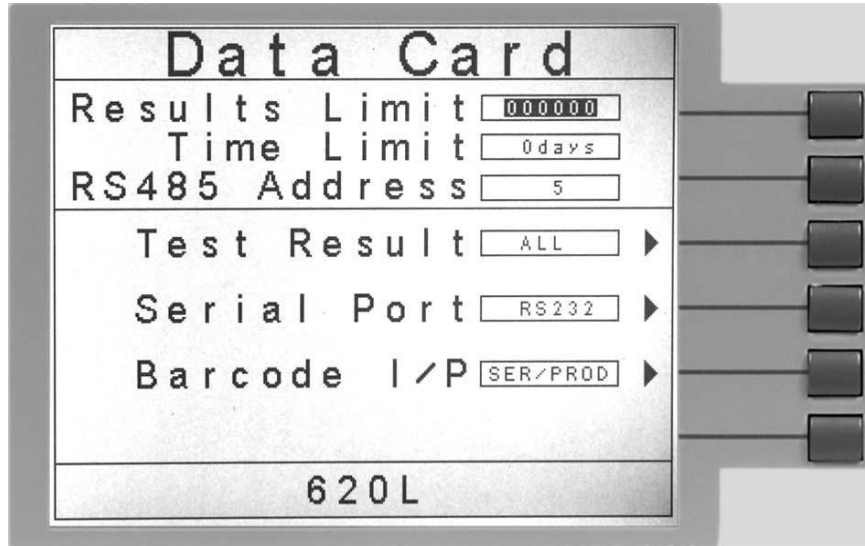 Data Card
Results Limit 000000
Time Limit 0days
RS485 Address 5
Test Result ALL
Serial Port RS232
Barcode I/P SER/PROD
620L